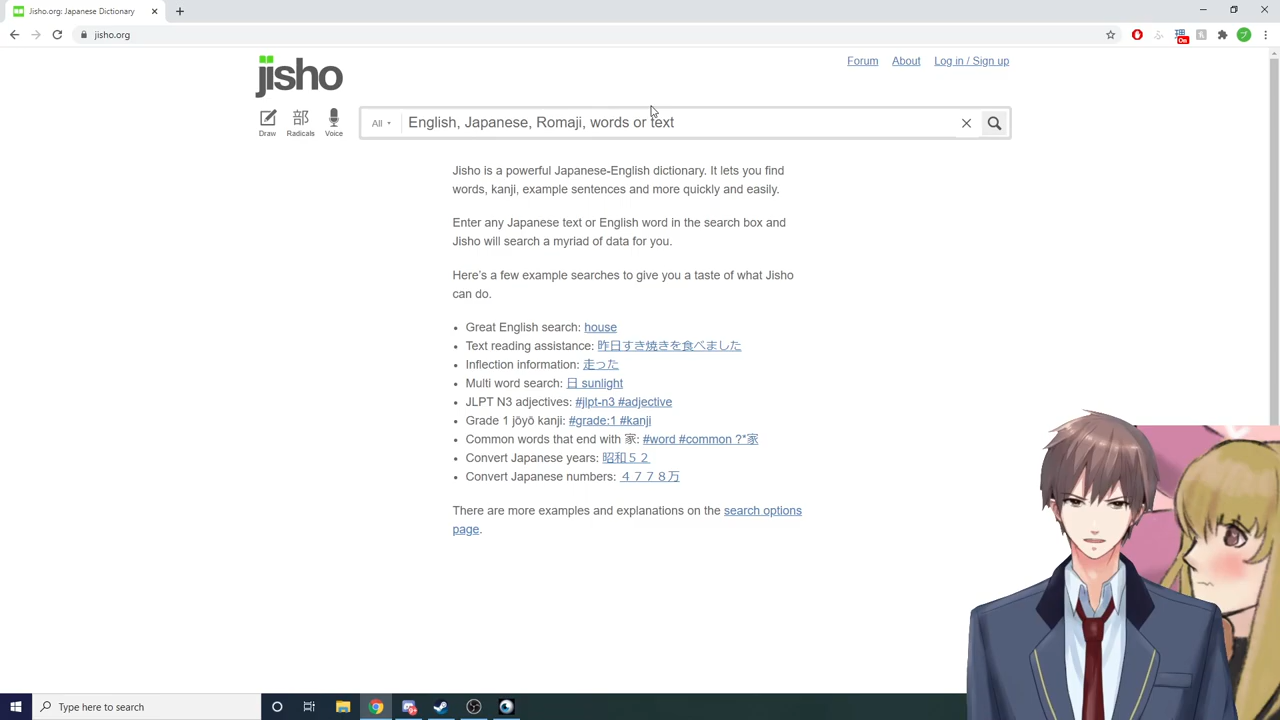 Jisho.org: Japanese Dictionary
jisho.org
On
プ
jisho
Forum About Log in / Sign up
Draw
部
Radicals
Voice
All
English, Japanese, Romaji, words or text
Jisho is a powerful Japanese-English dictionary. It lets you find
words, kanji, example sentences and more quickly and easily.
Enter any Japanese text or English word in the search box and
Jisho will search a myriad of data for you.
Here's a few example searches to give you a taste of what Jisho
can do.
Great English search: house
Text reading assistance: 昨日すき焼きを食べました
Inflection information: 走った
Multi word search: 日 sunlight
JLPT N3 adjectives: #jlpt-n3 #adjective
Grade 1 jōyō kanji: #grade:1 #kanji
Common words that end with 家: #word #common ?*家
Convert Japanese years: 昭和５２
Convert Japanese numbers: ４７７８万
There are more examples and explanations on the search options
page.
Type here to search